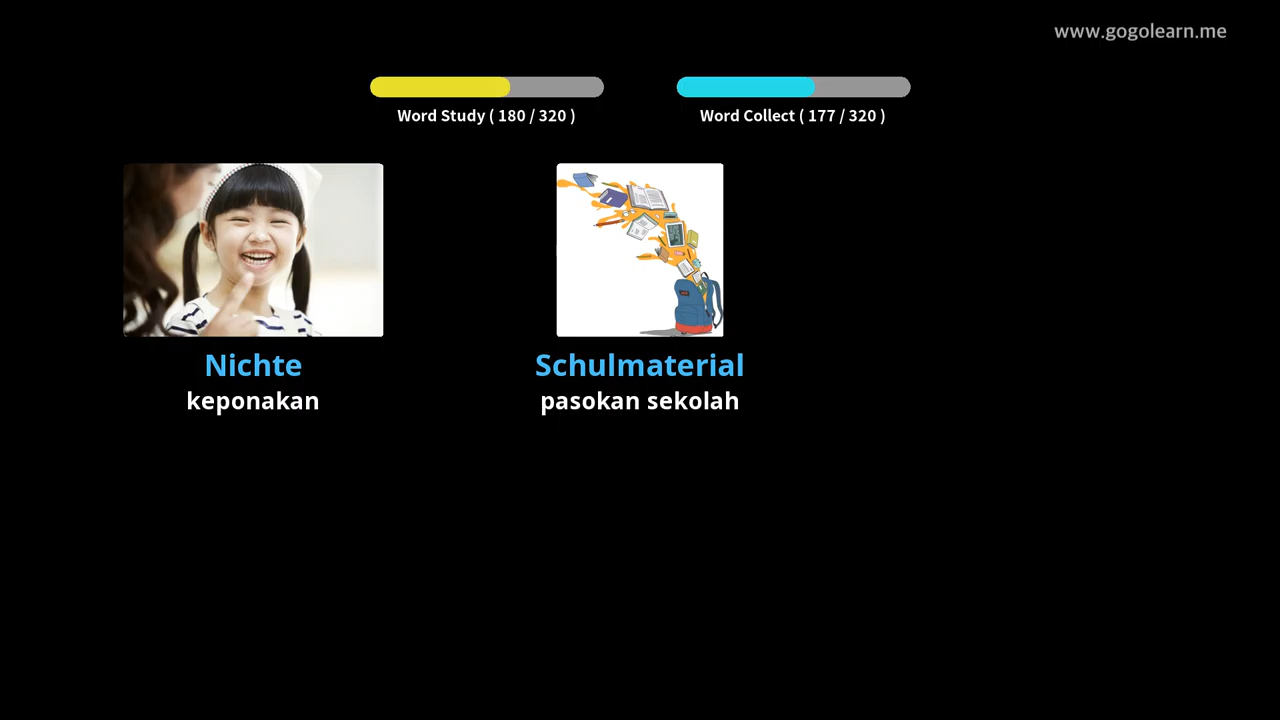 www.gogolearn.me
Word Study ( 180 / 320 )
Word Collect ( 177 / 320 )
Nichte
keponakan
Schulmaterial
pasokan sekolah